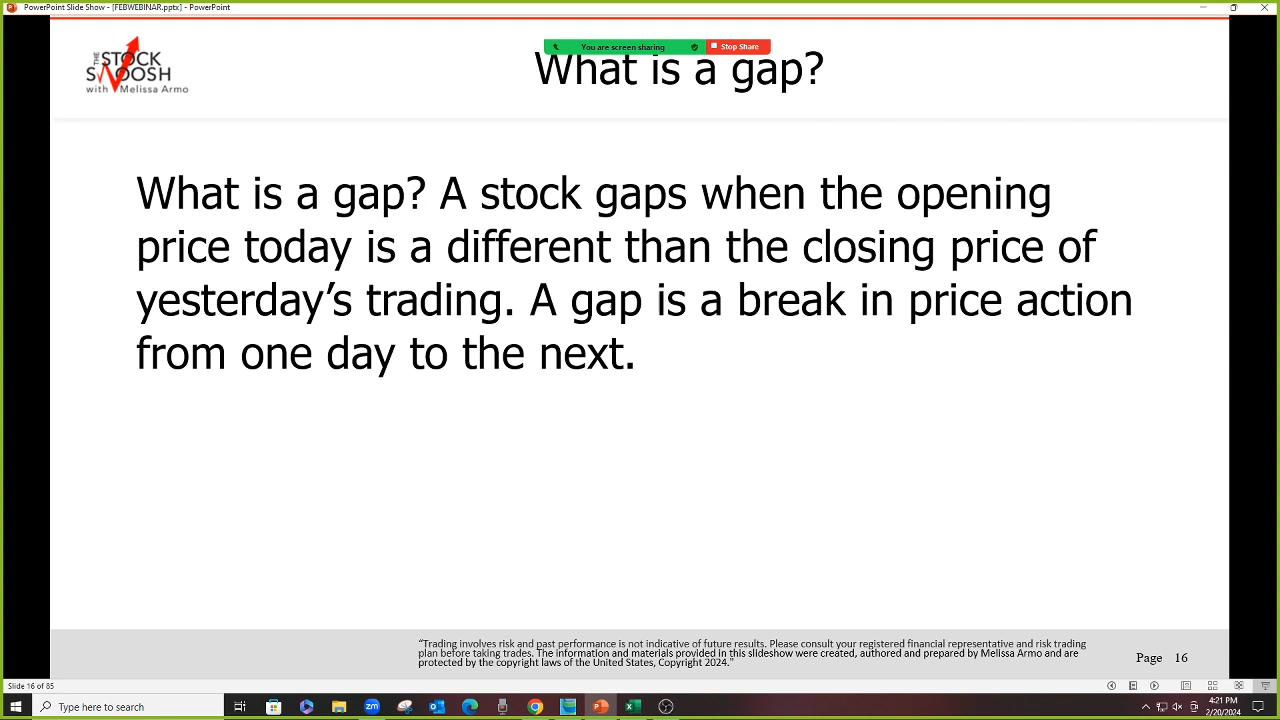 PowerPoint Slide Show - [FEBWEBINAR.pptx] - PowerPoint
You are screen sharing
Stop Share
THE
STOCK
SWOOSH
with Melissa Armo
What is a gap?
What is a gap? A stock gaps when the opening
price today is a different than the closing price of
yesterday’s trading. A gap is a break in price action
from one day to the next.
“Trading involves risk and past performance is not indicative of future results. Please consult your registered financial representative and risk trading
plan before taking trades. The information and materials provided in this slideshow were created, authored and prepared by Melissa Armo and are
protected by the copyright laws of the United States, Copyright 2024.”
Page 16
Slide 16 of 85
Type here to search
zm
4:21 PM
2/20/2024